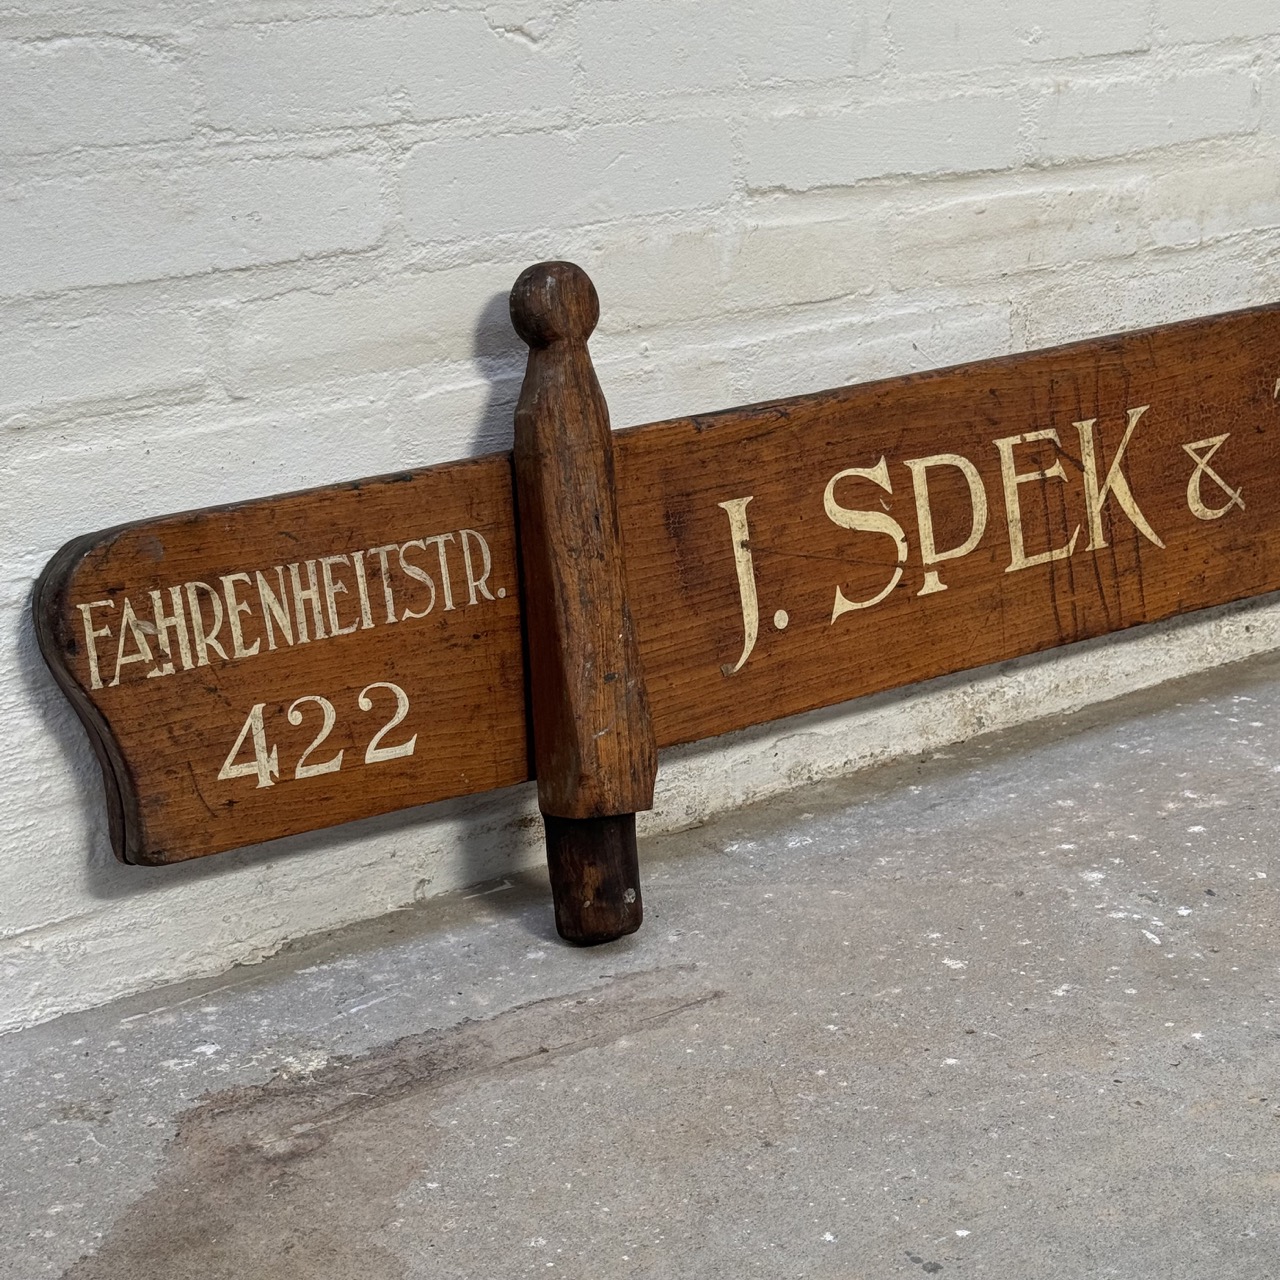 FAHRENHEITSTR.
422
J. SPEK &